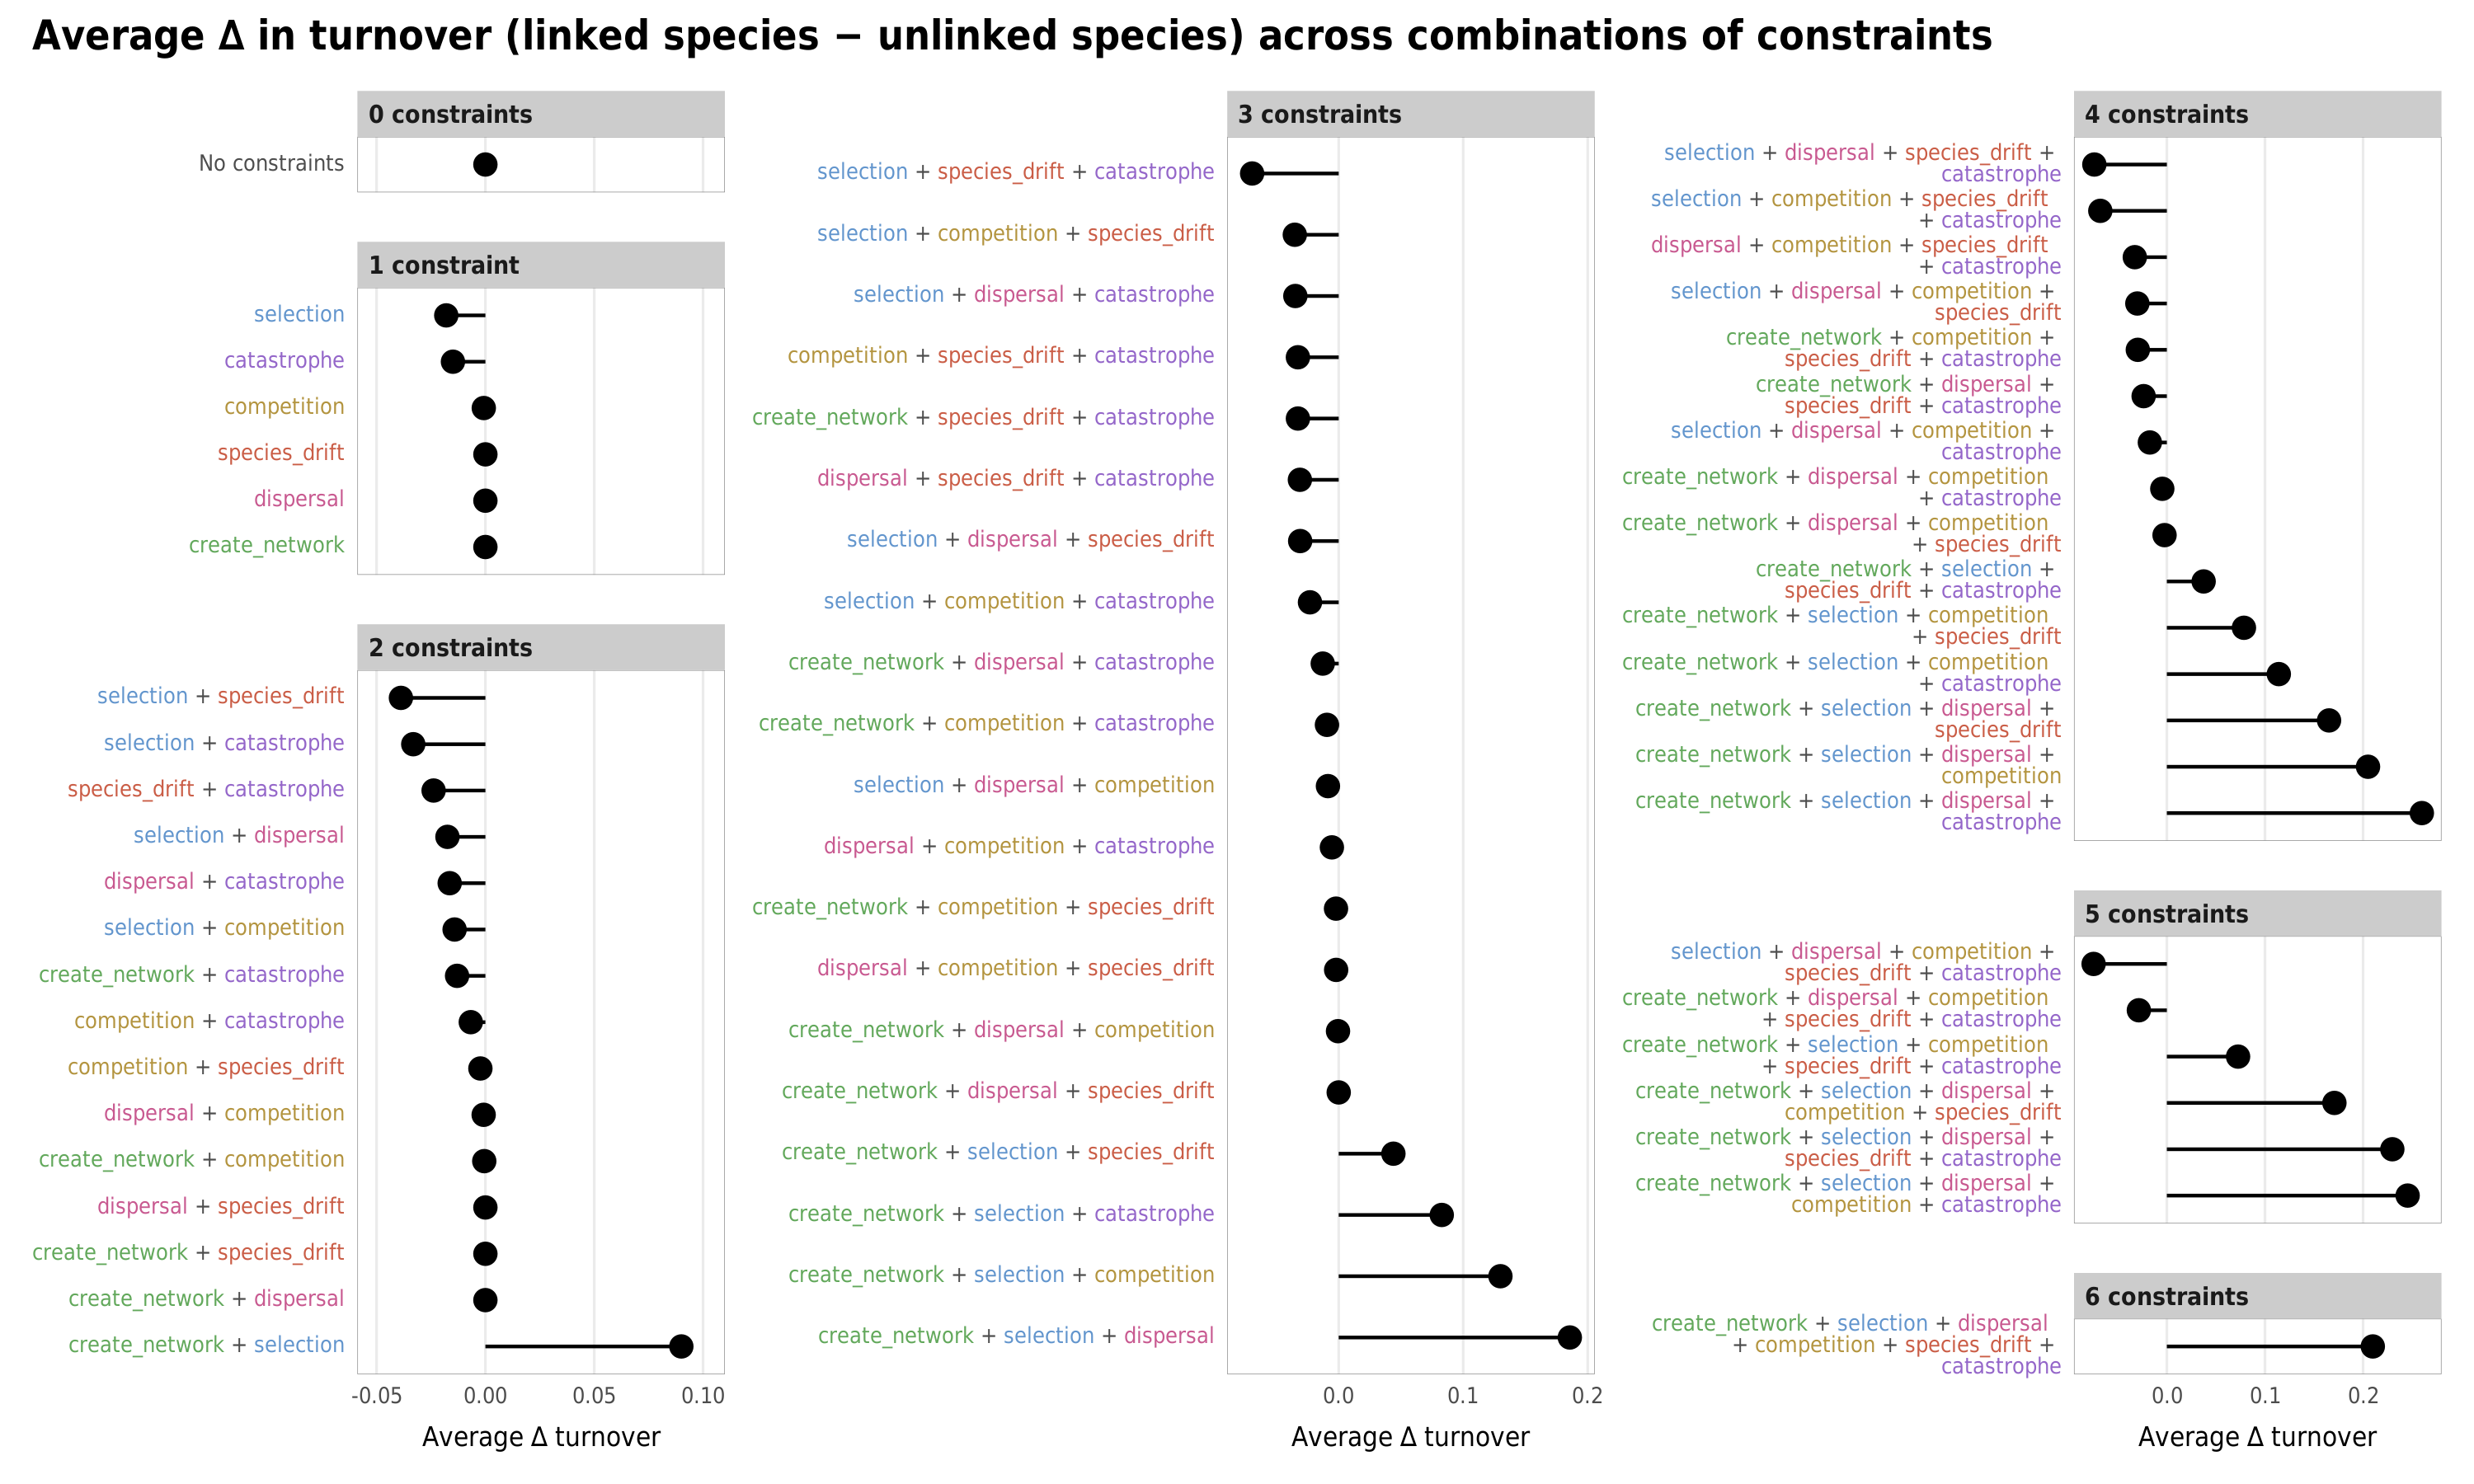 Average Δ in turnover (linked species − unlinked species) across combinations of constraints
0 constraints
No constraints
1 constraint
selection
catastrophe
competition
species_drift
dispersal
create_network
2 constraints
selection + species_drift
selection + catastrophe
species_drift + catastrophe
selection + dispersal
dispersal + catastrophe
selection + competition
create_network + catastrophe
competition + catastrophe
competition + species_drift
dispersal + competition
create_network + competition
dispersal + species_drift
create_network + species_drift
create_network + dispersal
create_network + selection
-0.05 0.00 0.05 0.10
Average Δ turnover
3 constraints
selection + species_drift + catastrophe
selection + competition + species_drift
selection + dispersal + catastrophe
competition + species_drift + catastrophe
create_network + species_drift + catastrophe
dispersal + species_drift + catastrophe
selection + dispersal + species_drift
selection + competition + catastrophe
create_network + dispersal + catastrophe
create_network + competition + catastrophe
selection + dispersal + competition
dispersal + competition + catastrophe
create_network + competition + species_drift
dispersal + competition + species_drift
create_network + dispersal + competition
create_network + dispersal + species_drift
create_network + selection + species_drift
create_network + selection + catastrophe
create_network + selection + competition
create_network + selection + dispersal
0.0 0.1 0.2
Average Δ turnover
4 constraints
selection + dispersal + species_drift +
catastrophe
selection + competition + species_drift
+ catastrophe
dispersal + competition + species_drift
+ catastrophe
selection + dispersal + competition +
species_drift
create_network + competition +
species_drift + catastrophe
create_network + dispersal +
species_drift + catastrophe
selection + dispersal + competition +
catastrophe
create_network + dispersal + competition
+ catastrophe
create_network + dispersal + competition
+ species_drift
create_network + selection +
species_drift + catastrophe
create_network + selection + competition
+ species_drift
create_network + selection + competition
+ catastrophe
create_network + selection + dispersal +
species_drift
create_network + selection + dispersal +
competition
create_network + selection + dispersal +
catastrophe
5 constraints
selection + dispersal + competition +
species_drift + catastrophe
create_network + dispersal + competition
+ species_drift + catastrophe
create_network + selection + competition
+ species_drift + catastrophe
create_network + selection + dispersal +
competition + species_drift
create_network + selection + dispersal +
species_drift + catastrophe
create_network + selection + dispersal +
competition + catastrophe
6 constraints
create_network + selection + dispersal
+ competition + species_drift +
catastrophe
0.0 0.1 0.2
Average Δ turnover